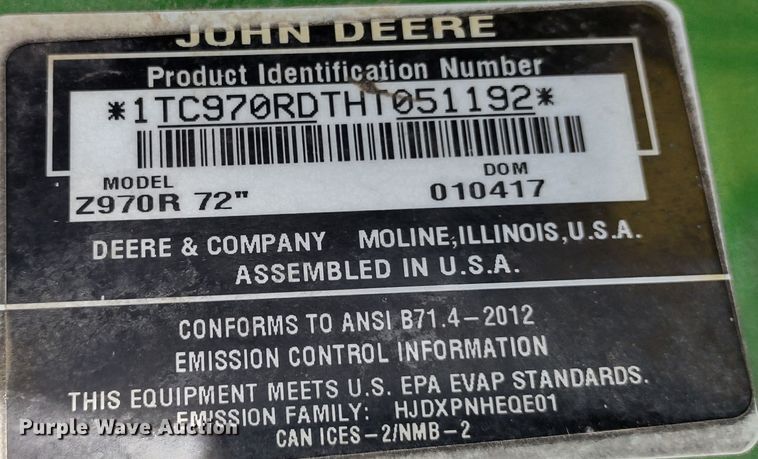 JOHN DEERE
Product Identification Number
*1TC970RDTHT051192*
MODEL DOM
Z970R 72" 010417
DEERE & COMPANY MOLINE, ILLINOIS, U.S.A.
ASSEMBLED IN U.S.A.
CONFORMS TO ANSI B71.4-2012
EMISSION CONTROL INFORMATION
THIS EQUIPMENT MEETS U.S. EPA EVAP STANDARDS.
EMISSION FAMILY: HJDXPNHEQE01
CAN ICES-2/NMB-2
Purple Wave Auction